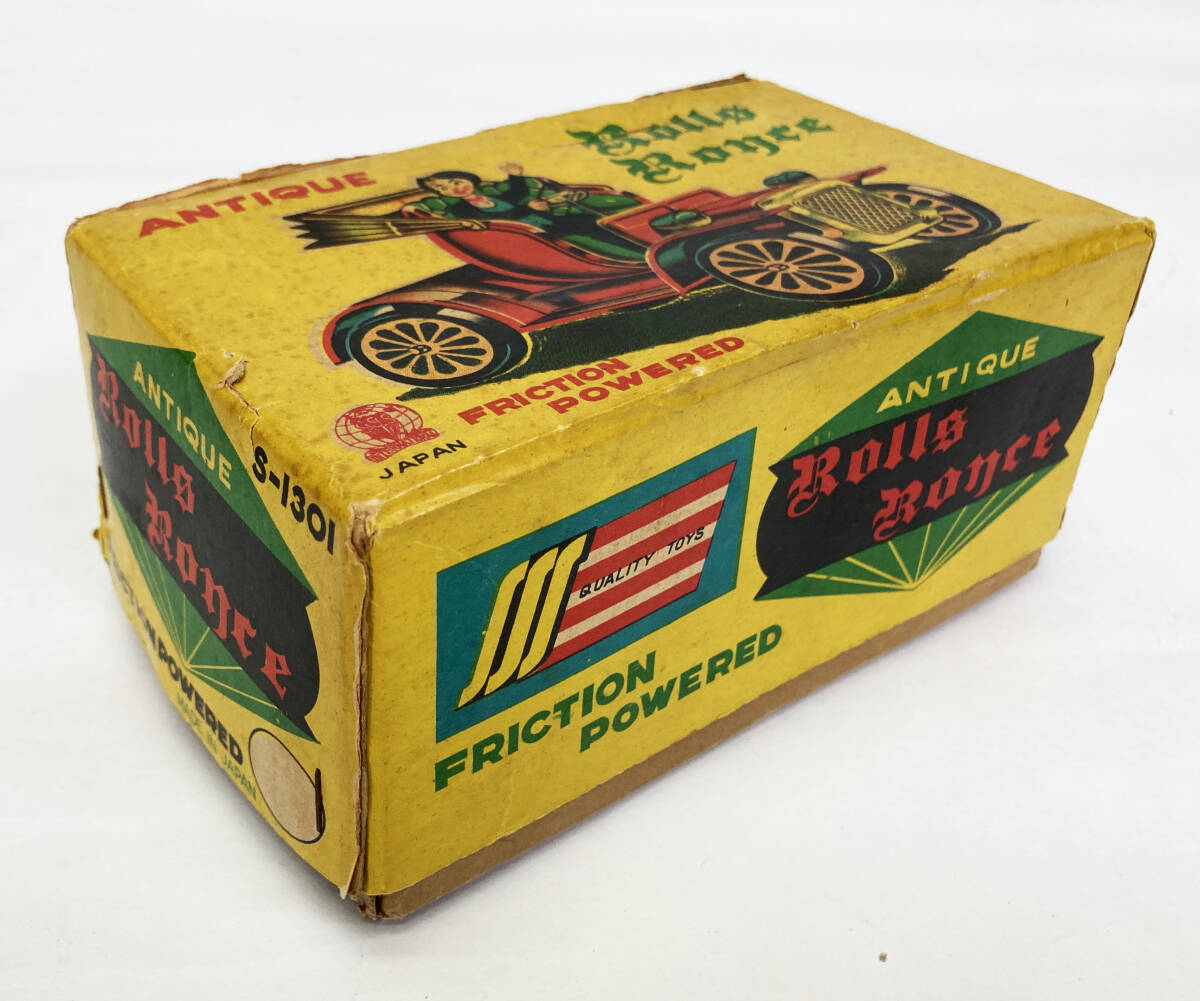 ANTIQUE
Rolls
Royce
FRICTION
POWERED
JAPAN
ANTIQUE
Rolls
Royce
S-1301
FRICTION POWERED
MADE IN JAPAN
SSS
QUALITY TOYS
FRICTION
POWERED
ANTIQUE
Rolls
Royce